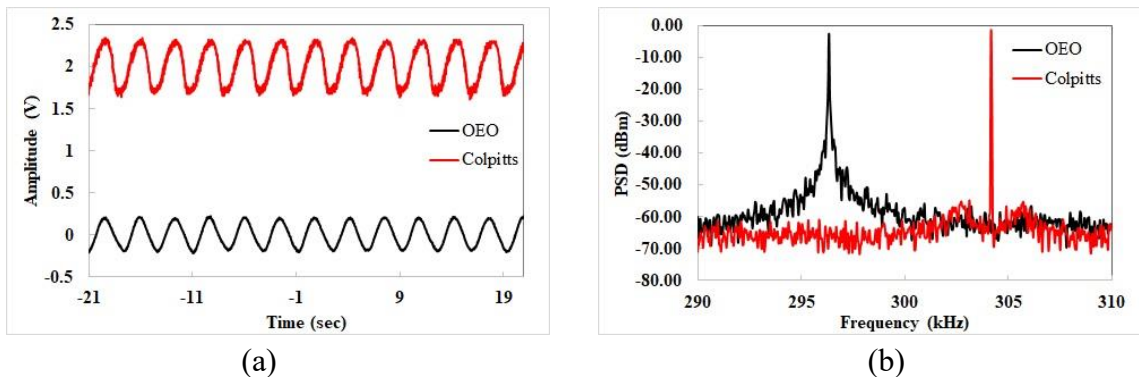 2.5
2
1.5
1
0.5
0
-0.5
Amplitude (V)
OEO
Colpitts
-21
-11
-1
9
19
Time (sec)
(a)
0.00
-10.00
-20.00
-30.00
-40.00
-50.00
-60.00
-70.00
-80.00
PSD (dBm)
OEO
Colpitts
290
295
300
305
310
Frequency (kHz)
(b)